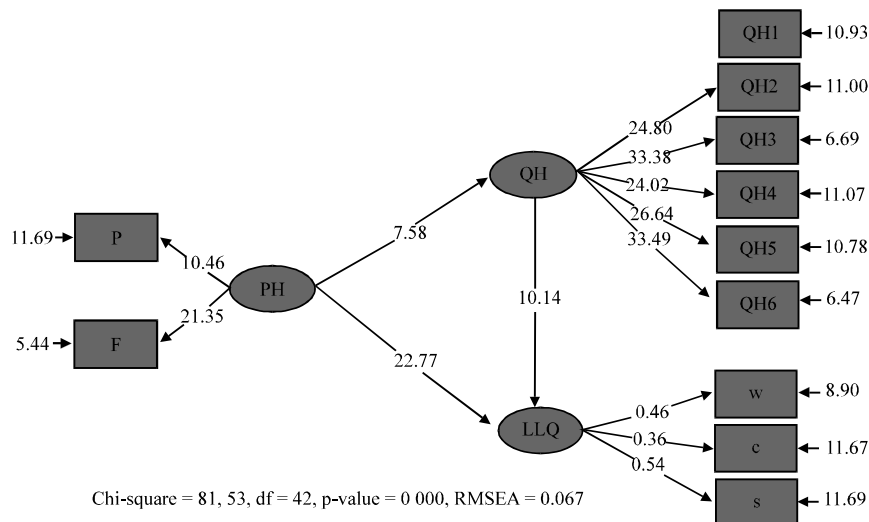 QH1 10.93
QH2 11.00
24.80
QH3 6.69
33.38
QH
24.02
QH4 11.07
26.64
11.69 P
7.58
33.49
QH5 10.78
10.46
PH
10.14
QH6 6.47
21.35
5.44 F
22.77
w 8.90
0.46
LLQ
0.36
c 11.67
0.54
s 11.69
Chi-square = 81, 53, df = 42, p-value = 0 000, RMSEA = 0.067